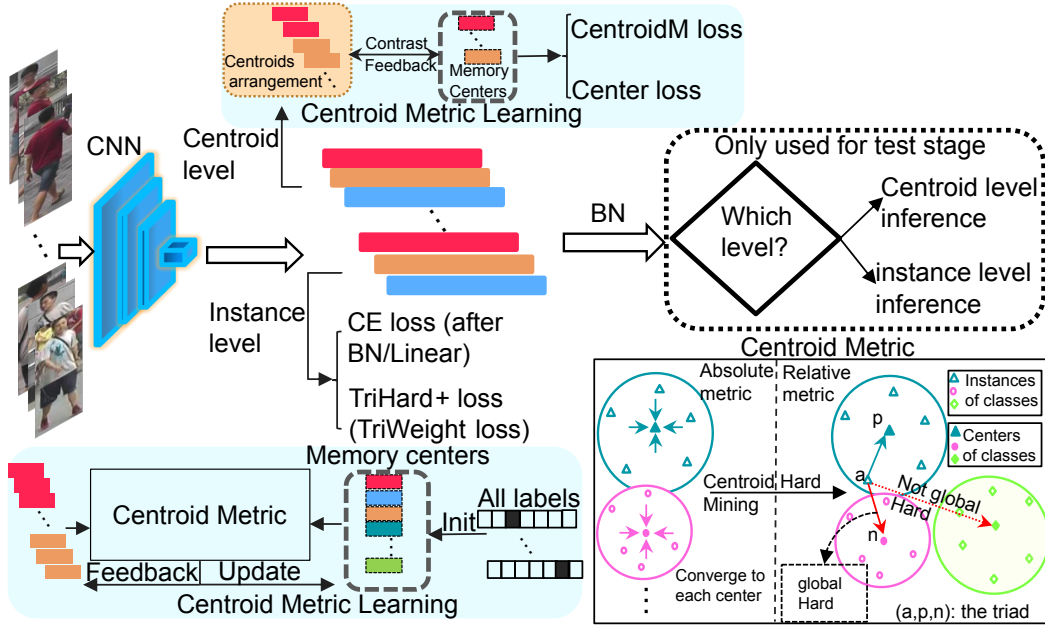 Centroids
arrangement
Contrast
Feedback
Memory
Centers
CentroidM loss
Center loss
Centroid Metric Learning
CNN
Centroid
level
Instance
level
CE loss (after
BN/Linear)
TriHard+ loss
(TriWeight loss)
BN
Only used for test stage
Which
level?
Centroid level
inference
instance level
inference
Memory centers
Centroid Metric
Init
All labels
Feedback
Update
Centroid Metric Learning
Centroid Metric
Absolute
metric
Relative
metric
Instances
of classes
Centers
of classes
p
a
n
Not global
Hard
Centroid Hard
Mining
Converge to
each center
global
Hard
(a,p,n): the triad